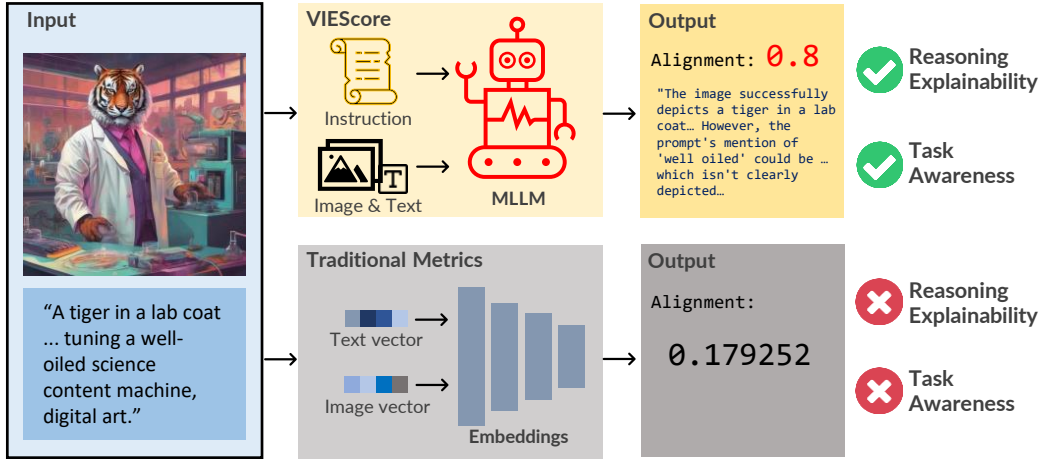 Input
“A tiger in a lab coat
... tuning a well-
oiled science
content machine,
digital art.”
VIEScore
Instruction
Image & Text
T
MLLM
Output
Alignment: 0.8
"The image successfully
depicts a tiger in a lab
coat… However, the
prompt's mention of
'well oiled' could be …
which isn't clearly
depicted…
Reasoning
Explainability
Task
Awareness
Traditional Metrics
Text vector
Image vector
Embeddings
Output
Alignment:
0.179252
Reasoning
Explainability
Task
Awareness